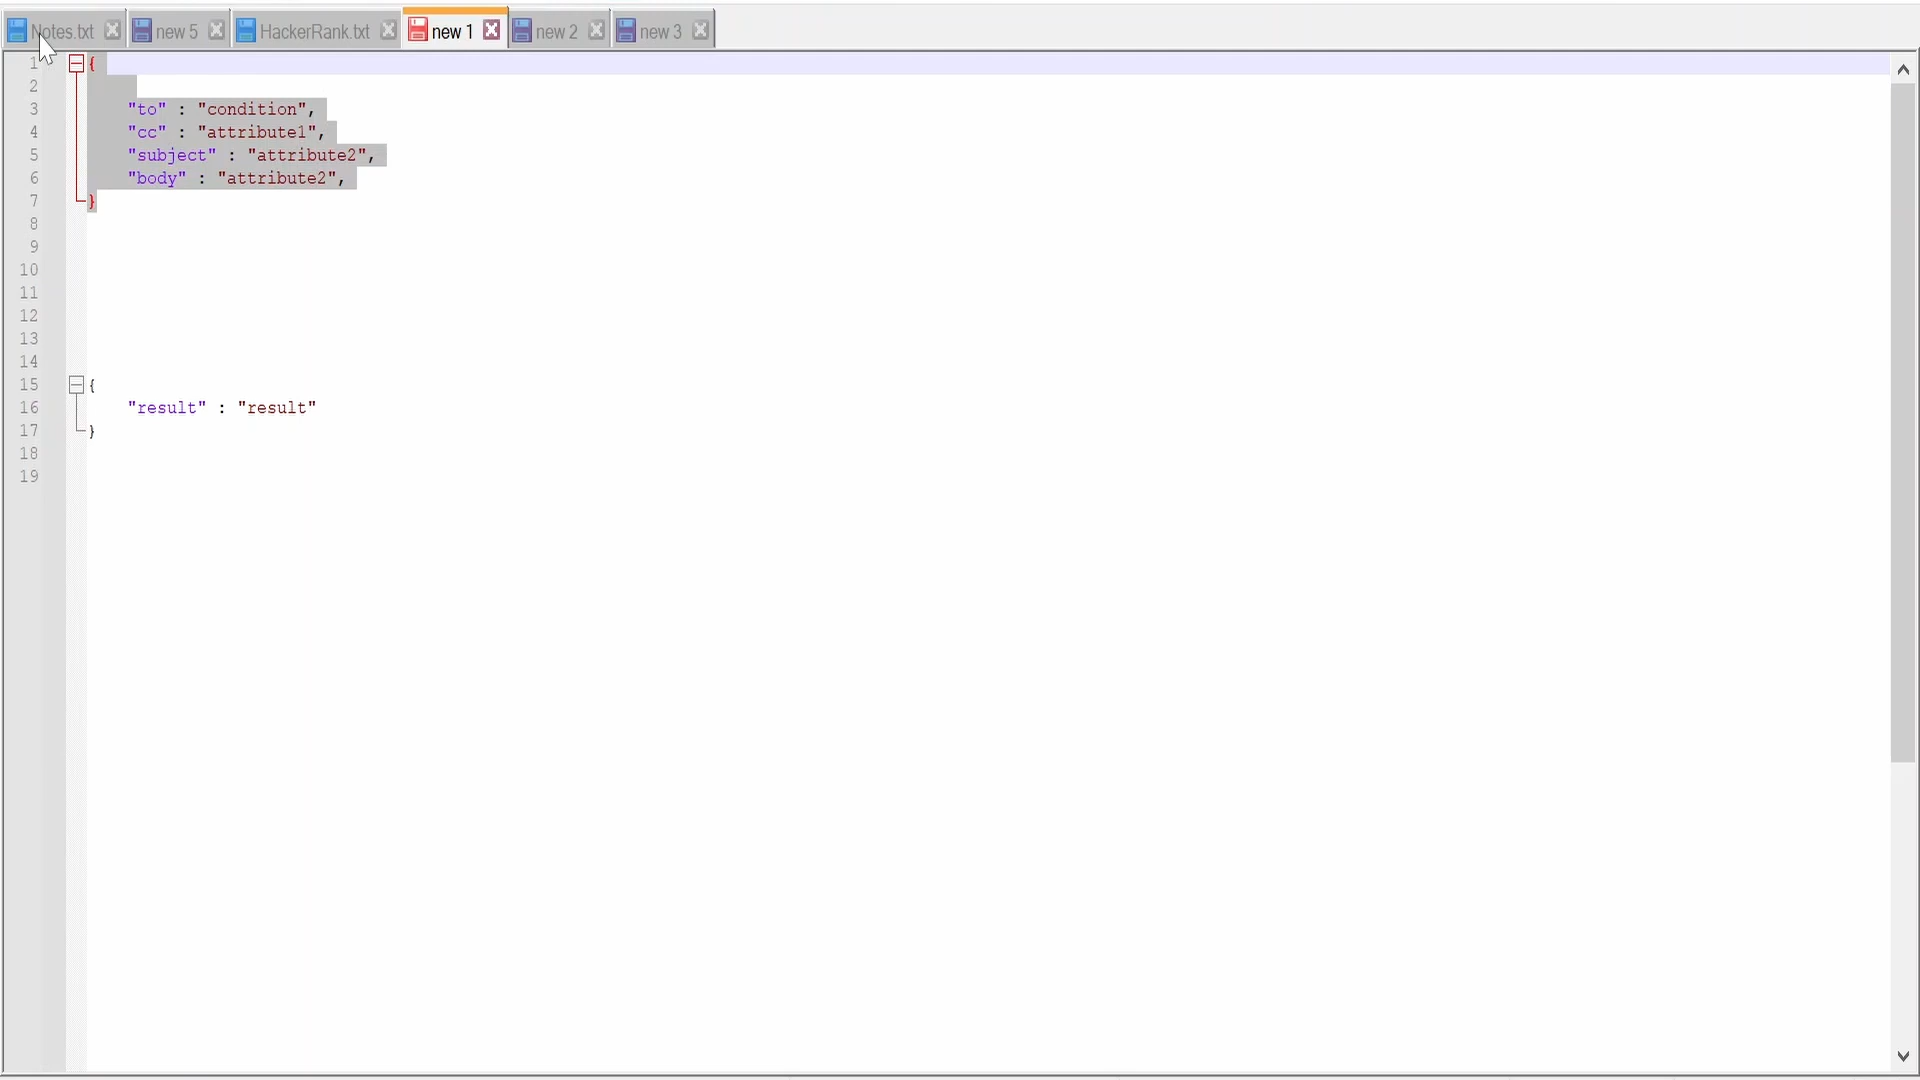 Notes.txt new 5 HackerRank.txt new 1 new 2 new 3
1 {
2
3 "to" : "condition",
4 "cc" : "attribute1",
5 "subject" : "attribute2",
6 "body" : "attribute2",
7 }
8
9
10
11
12
13
14
15 {
16 "result" : "result"
17 }
18
19